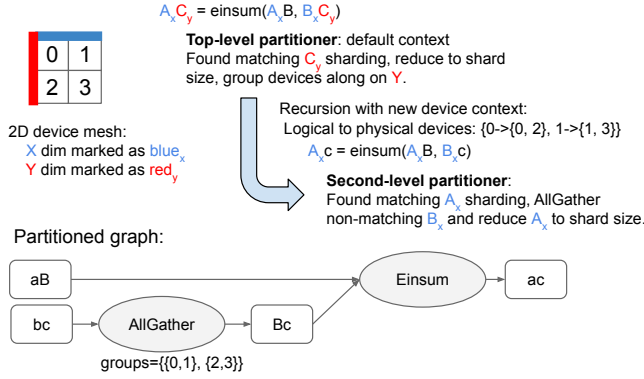 AₓCᵧ = einsum(AₓB, BₓCᵧ)
Top-level partitioner: default context
Found matching Cᵧ sharding, reduce to shard
size, group devices along on Y.
0 1
2 3
Recursion with new device context:
Logical to physical devices: {0->{0, 2}, 1->{1, 3}}
Aₓc = einsum(AₓB, Bₓc)
2D device mesh:
X dim marked as blueₓ
Y dim marked as redᵧ
Second-level partitioner:
Found matching Aₓ sharding, AllGather
non-matching Bₓ and reduce Aₓ to shard size.
Partitioned graph:
aB
Einsum
ac
bc
AllGather
Bc
groups={{0,1}, {2,3}}